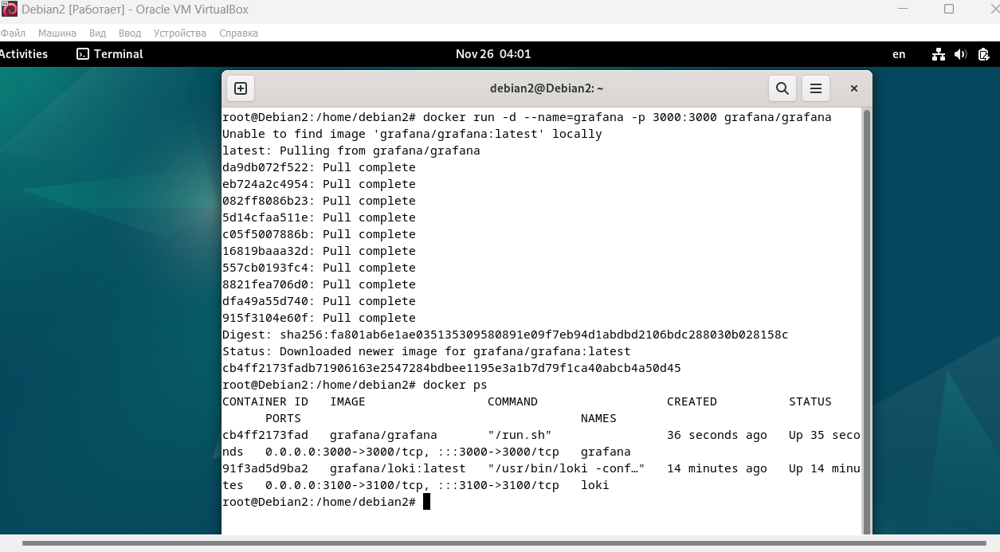 Debian2 [Работает] - Oracle VM VirtualBox
Файл Машина Вид Ввод Устройства Справка
Activities Terminal Nov 26 04:01 en
debian2@Debian2: ~
root@Debian2:/home/debian2# docker run -d --name=grafana -p 3000:3000 grafana/grafana
Unable to find image 'grafana/grafana:latest' locally
latest: Pulling from grafana/grafana
da9db072f522: Pull complete
eb724a2c4954: Pull complete
082ff8086b23: Pull complete
5d14cfaa511e: Pull complete
c05f5007886b: Pull complete
16819baaa32d: Pull complete
557cb0193fc4: Pull complete
8821fea706d0: Pull complete
dfa49a55d740: Pull complete
915f3104e60f: Pull complete
Digest: sha256:fa801ab6e1ae035135309580891e09f7eb94d1abdbd2106bdc288030b028158c
Status: Downloaded newer image for grafana/grafana:latest
cb4ff2173fadb71906163e2547284bdbee1195e3a1b7d79f1ca40abcb4a50d45
root@Debian2:/home/debian2# docker ps
CONTAINER ID   IMAGE                 COMMAND                  CREATED          STATUS
      PORTS                                       NAMES
cb4ff2173fad   grafana/grafana       "/run.sh"                36 seconds ago   Up 35 seco
nds   0.0.0.0:3000->3000/tcp, :::3000->3000/tcp   grafana
91f3ad5d9ba2   grafana/loki:latest   "/usr/bin/loki -conf…"   14 minutes ago   Up 14 minu
tes   0.0.0.0:3100->3100/tcp, :::3100->3100/tcp   loki
root@Debian2:/home/debian2#